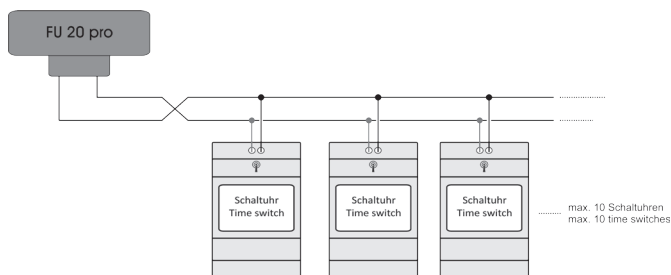 FU 20 pro
Schaltuhr
Time switch
Schaltuhr
Time switch
Schaltuhr
Time switch
max. 10 Schaltuhren
max. 10 time switches